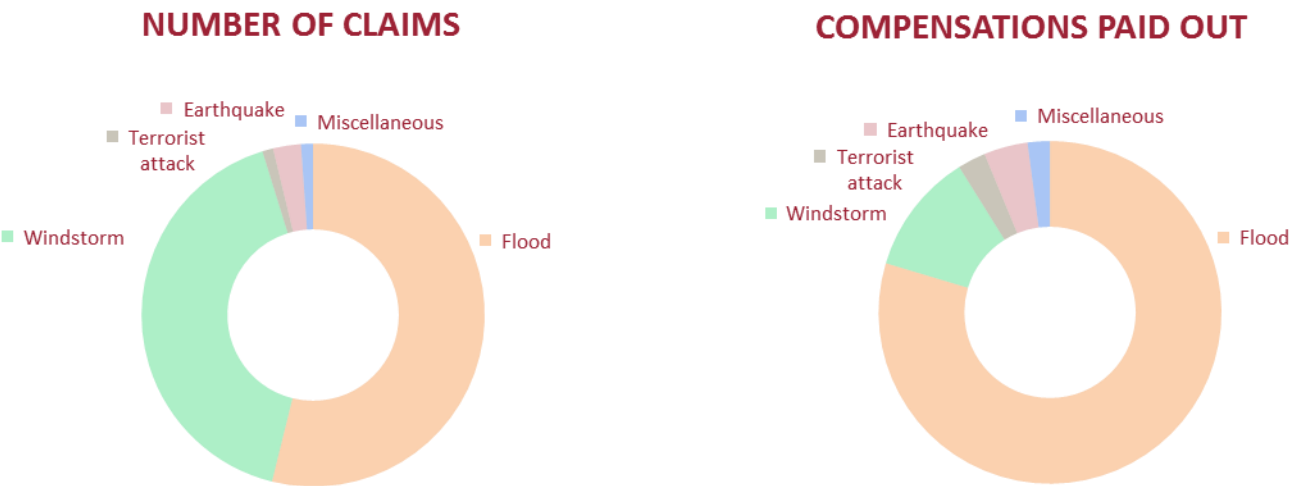 NUMBER OF CLAIMS
Earthquake
Miscellaneous
Terrorist
attack
Windstorm
Flood
COMPENSATIONS PAID OUT
Miscellaneous
Earthquake
Terrorist
attack
Windstorm
Flood